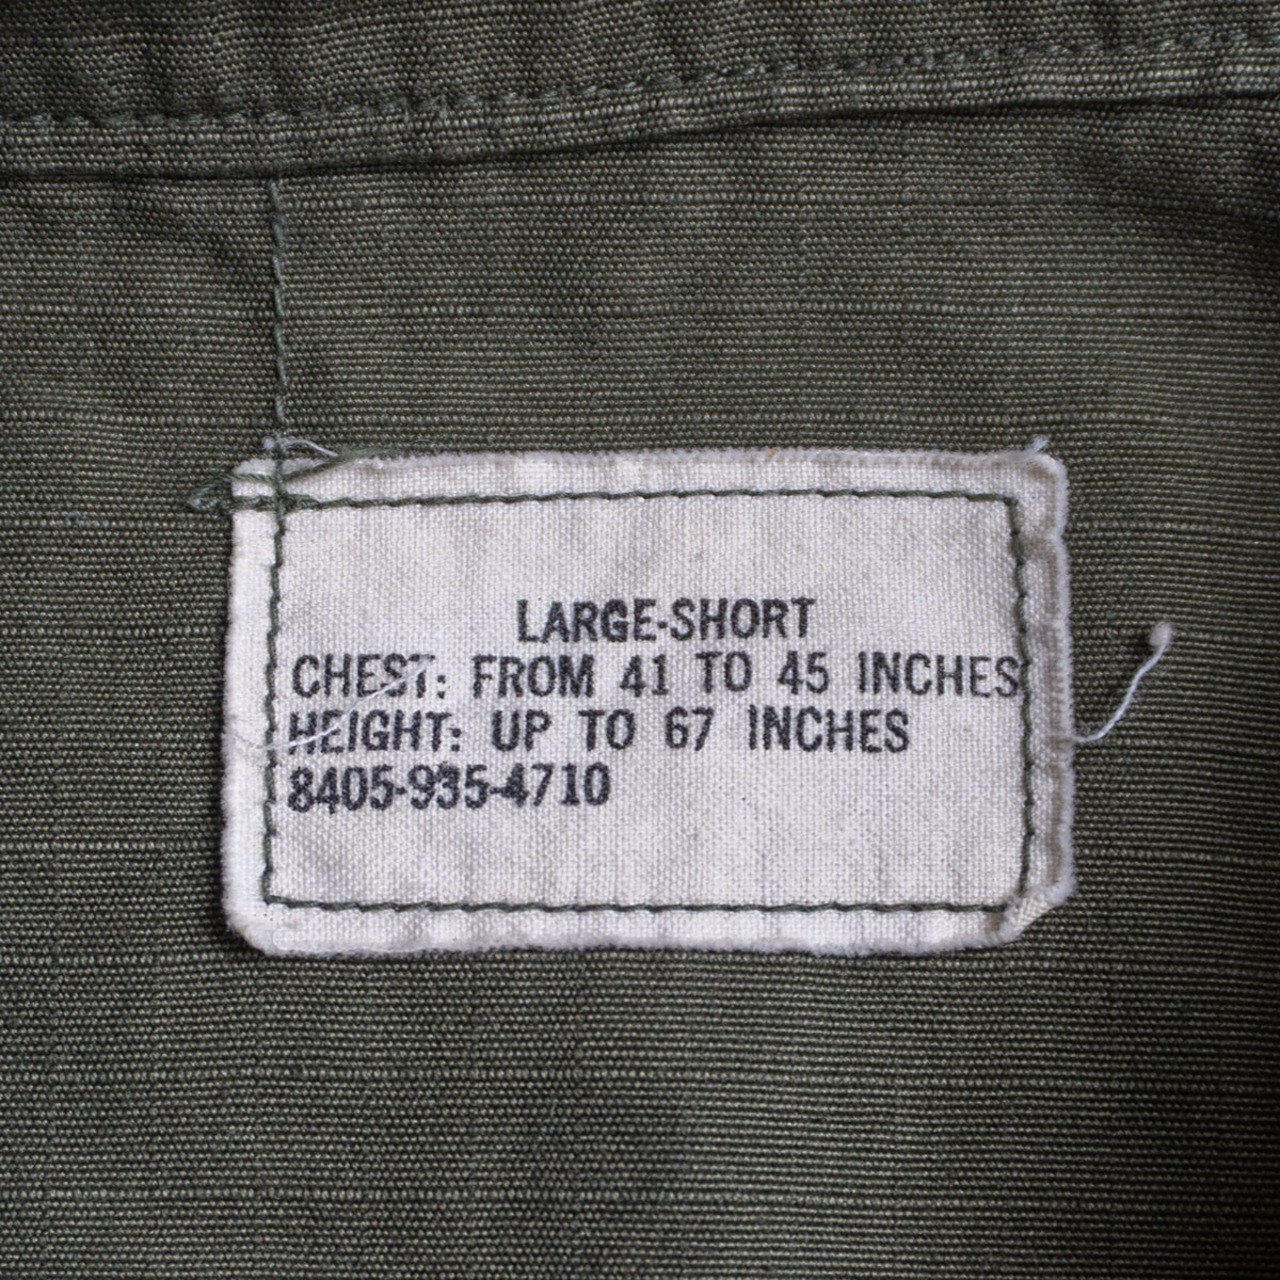 LARGE-SHORT
CHEST: FROM 41 TO 45 INCHES
HEIGHT: UP TO 67 INCHES
8405-935-4710